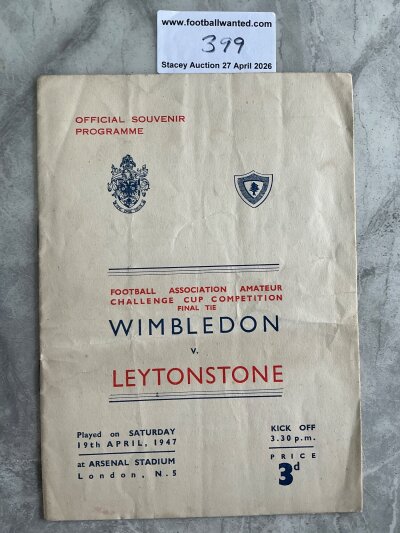 www.footballwanted.com
399
Stacey Auction 27 April 2026
OFFICIAL SOUVENIR
PROGRAMME
FOOTBALL ASSOCIATION AMATEUR
CHALLENGE CUP COMPETITION
FINAL TIE
WIMBLEDON
v.
LEYTONSTONE
Played on SATURDAY
19th APRIL, 1947
at ARSENAL STADIUM
London, N.5
KICK OFF
3.30 p.m.
PRICE
3d